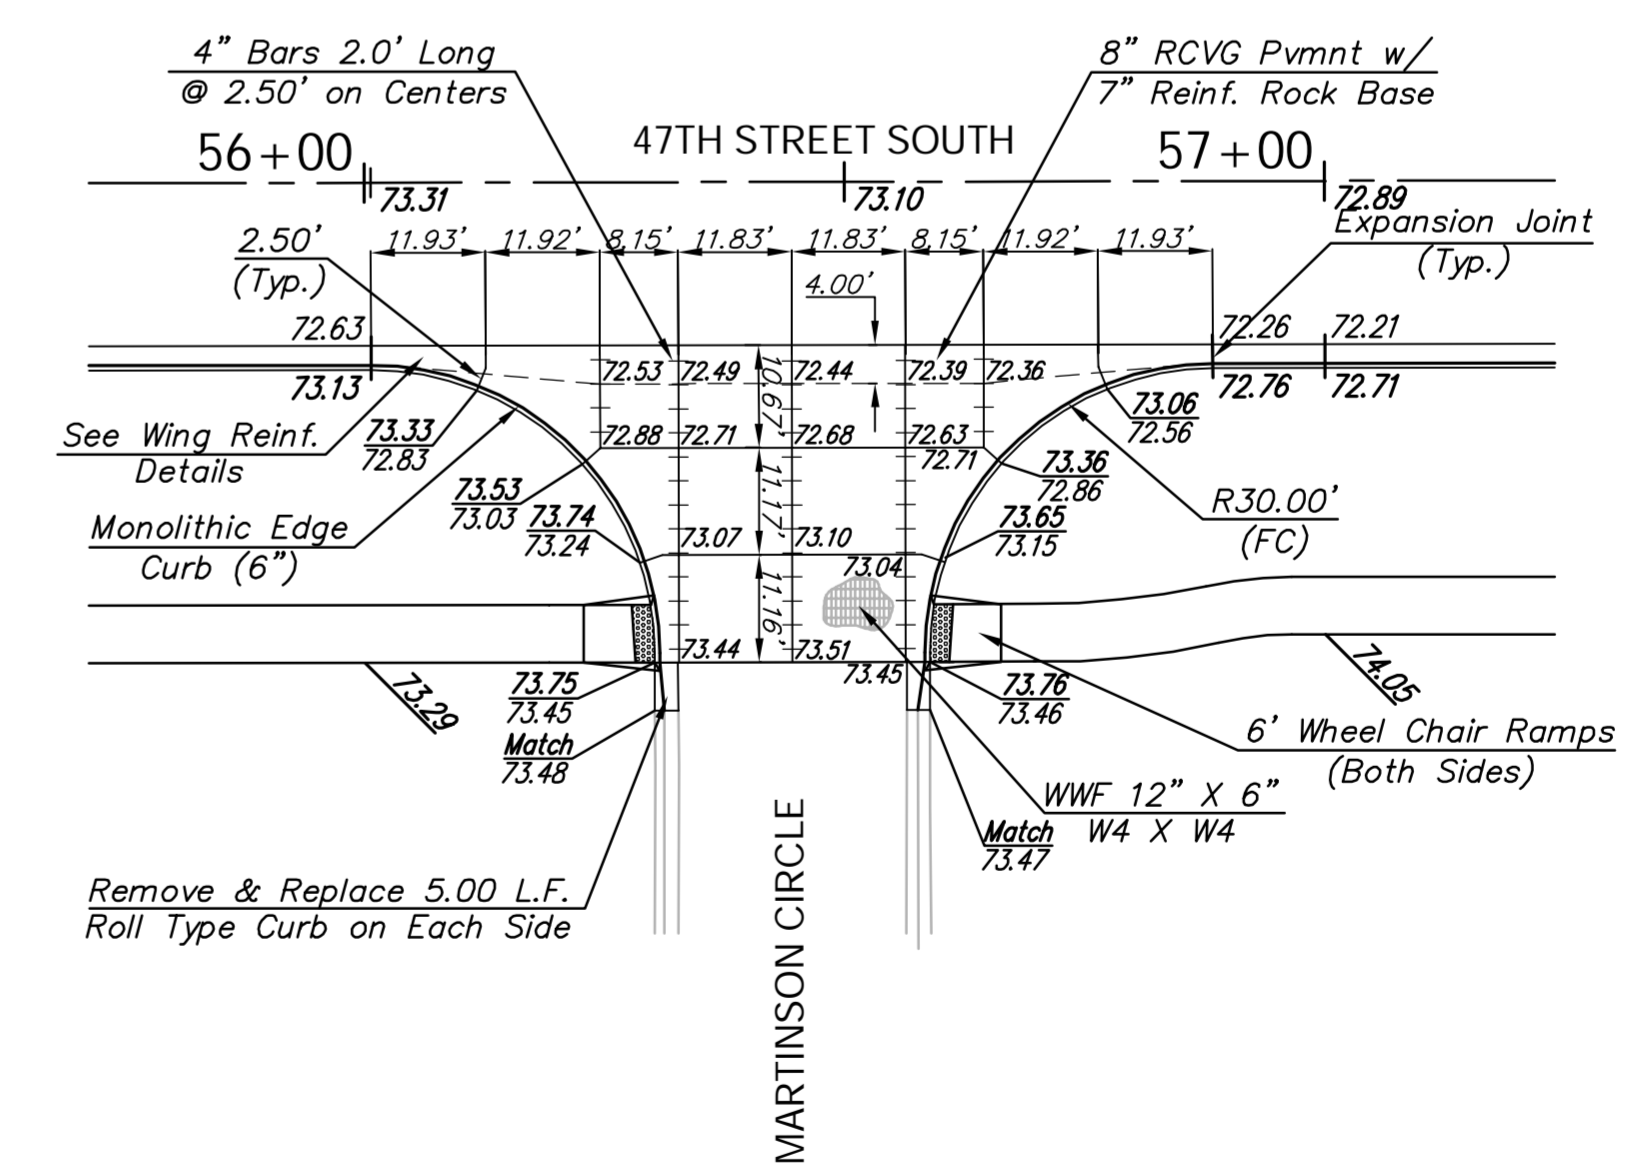 4" Bars 2.0' Long
@ 2.50' on Centers
8" RCVG Pvmnt w/
7" Reinf. Rock Base
47TH STREET SOUTH
56+00
57+00
73.31
73.10
72.89
2.50'
(Typ.)
11.93' 11.92' 8.15' 11.83' 11.83' 8.15' 11.92' 11.93'
Expansion Joint
(Typ.)
4.00'
72.63
72.26 72.21
72.53 72.49 72.44 72.39 72.36
73.13
72.76 72.71
10.67'
See Wing Reinf.
Details
73.33
72.83
73.06
72.56
72.88 72.71 72.68 72.63
72.71
73.53
73.03
73.36
72.86
11.17'
R30.00'
(FC)
Monolithic Edge
Curb (6")
73.74
73.24
73.65
73.15
73.07 73.10
73.04
11.16'
73.44 73.51
73.45
73.29
74.05
73.75
73.45
73.76
73.46
Match
73.48
6' Wheel Chair Ramps
(Both Sides)
WWF 12" X 6"
W4 X W4
Match
73.47
Remove & Replace 5.00 L.F.
Roll Type Curb on Each Side
MARTINSON CIRCLE